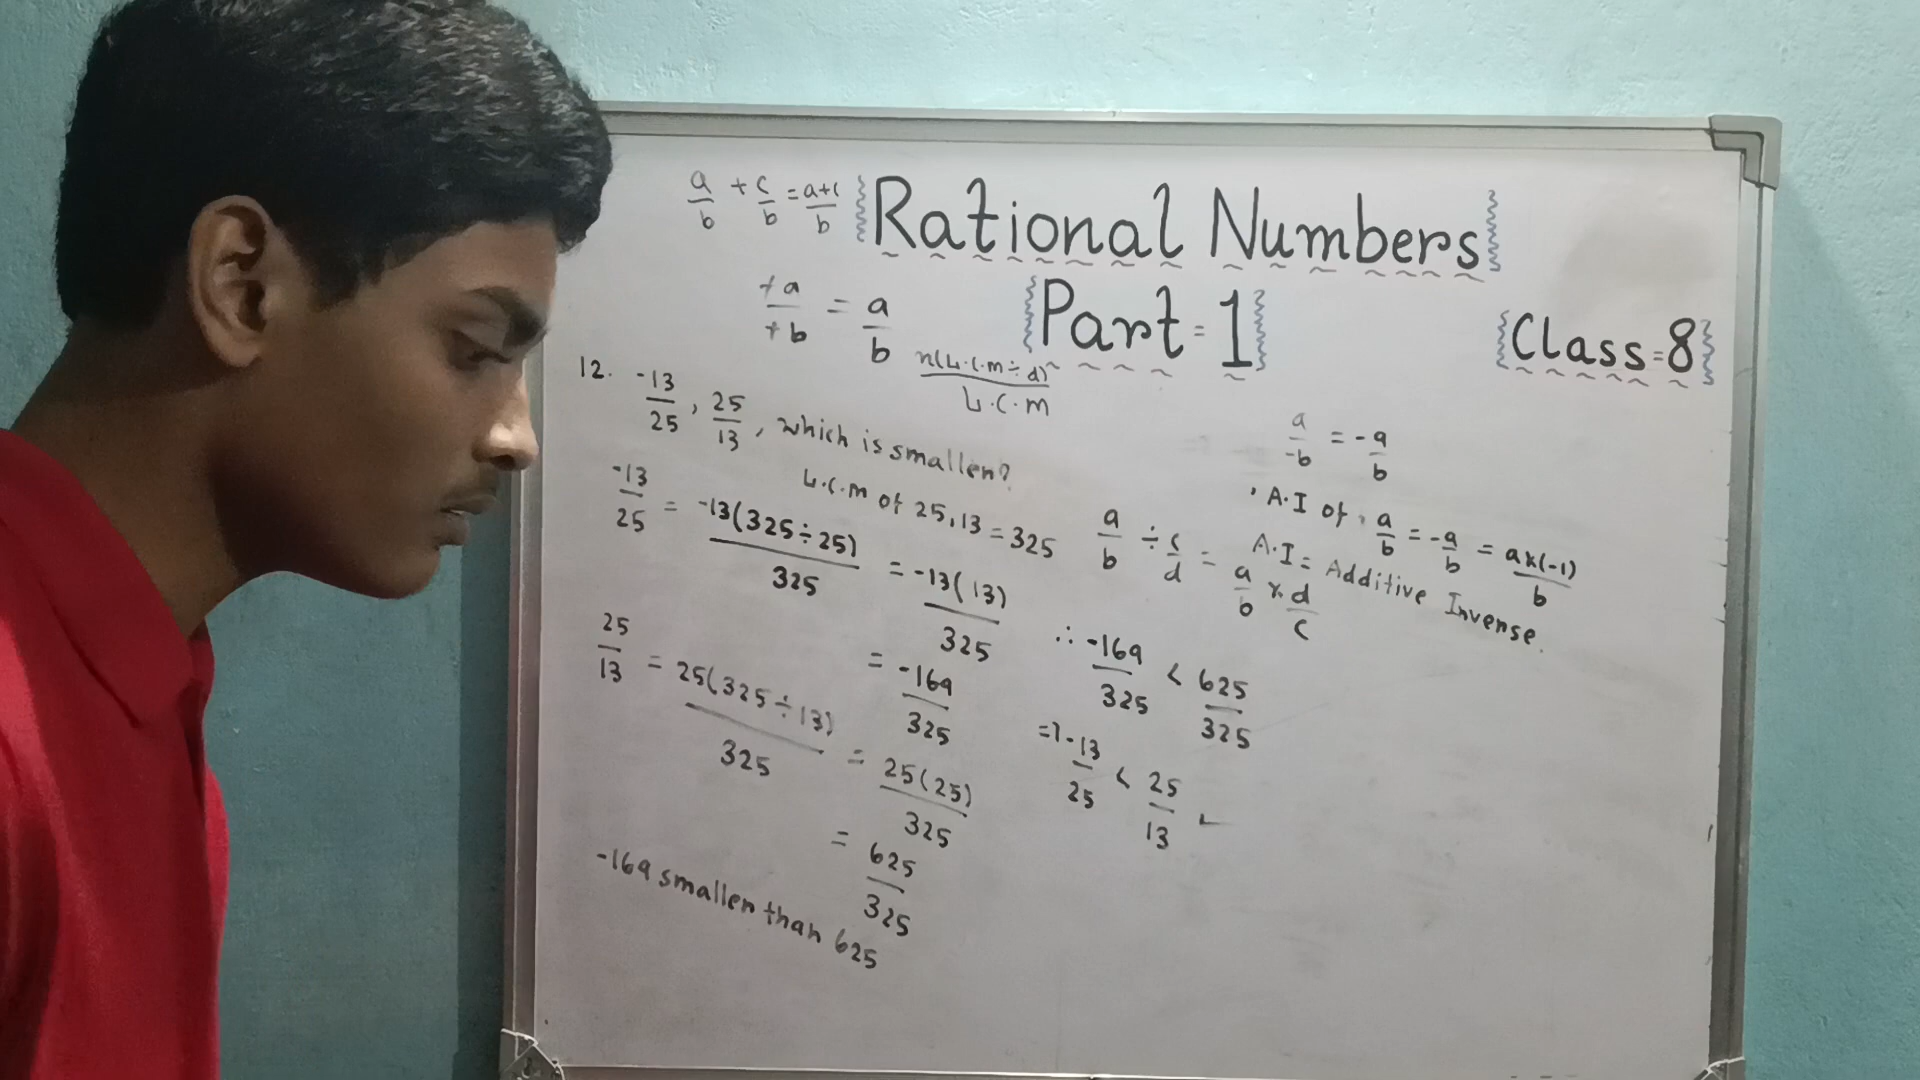 a/b + c/b = a+c/b
Rational Numbers
+a/+b = a/b
Part = 1
Class = 8
n(L.C.M ÷ d)/L.C.M
12. -13/25, 25/13, which is smaller?
L.C.M of 25, 13 = 325
-13/25 = -13(325÷25)/325 = -13(13)/325
= -169/325
25/13 = 25(325÷13)/325 = 25(25)/325
= 625/325
-169 smaller than 625
a/b ÷ c/d = a/b × d/c
∴ -169/325 < 625/325
=> -13/25 < 25/13
a/-b = -a/b
A.I of a/b = -a/b = a×(-1)/b
A.I = Additive Inverse.